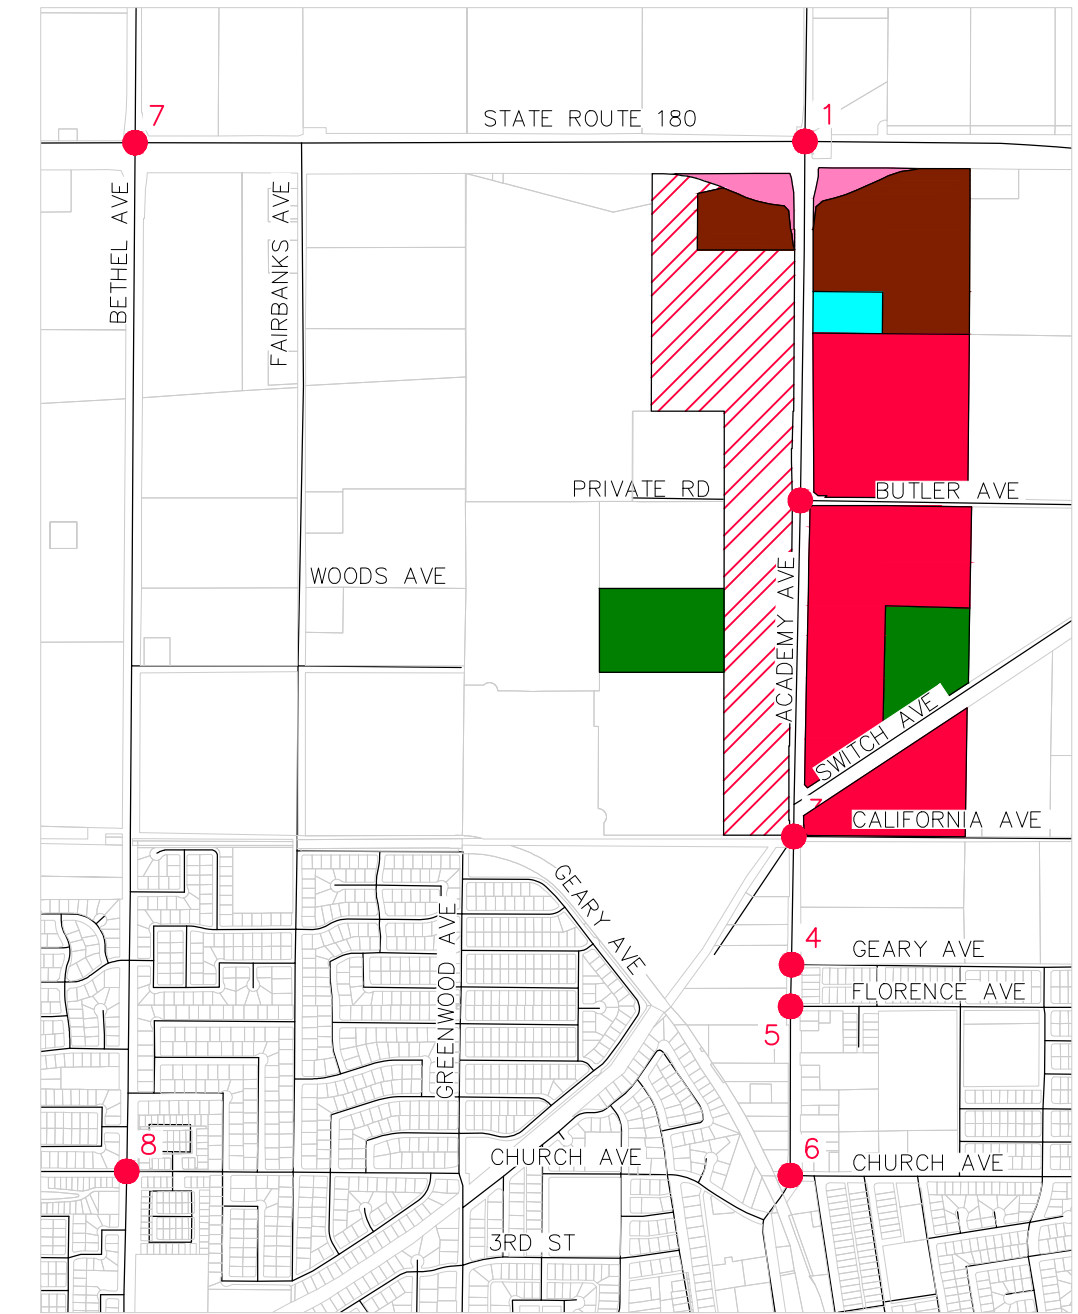 7
1
STATE ROUTE 180
BETHEL AVE
FAIRBANKS AVE
PRIVATE RD
BUTLER AVE
WOODS AVE
ACADEMY AVE
SWITCH AVE
CALIFORNIA AVE
GEARY AVE
GREENWOOD AVE
4
GEARY AVE
FLORENCE AVE
5
8
CHURCH AVE
6
CHURCH AVE
3RD ST